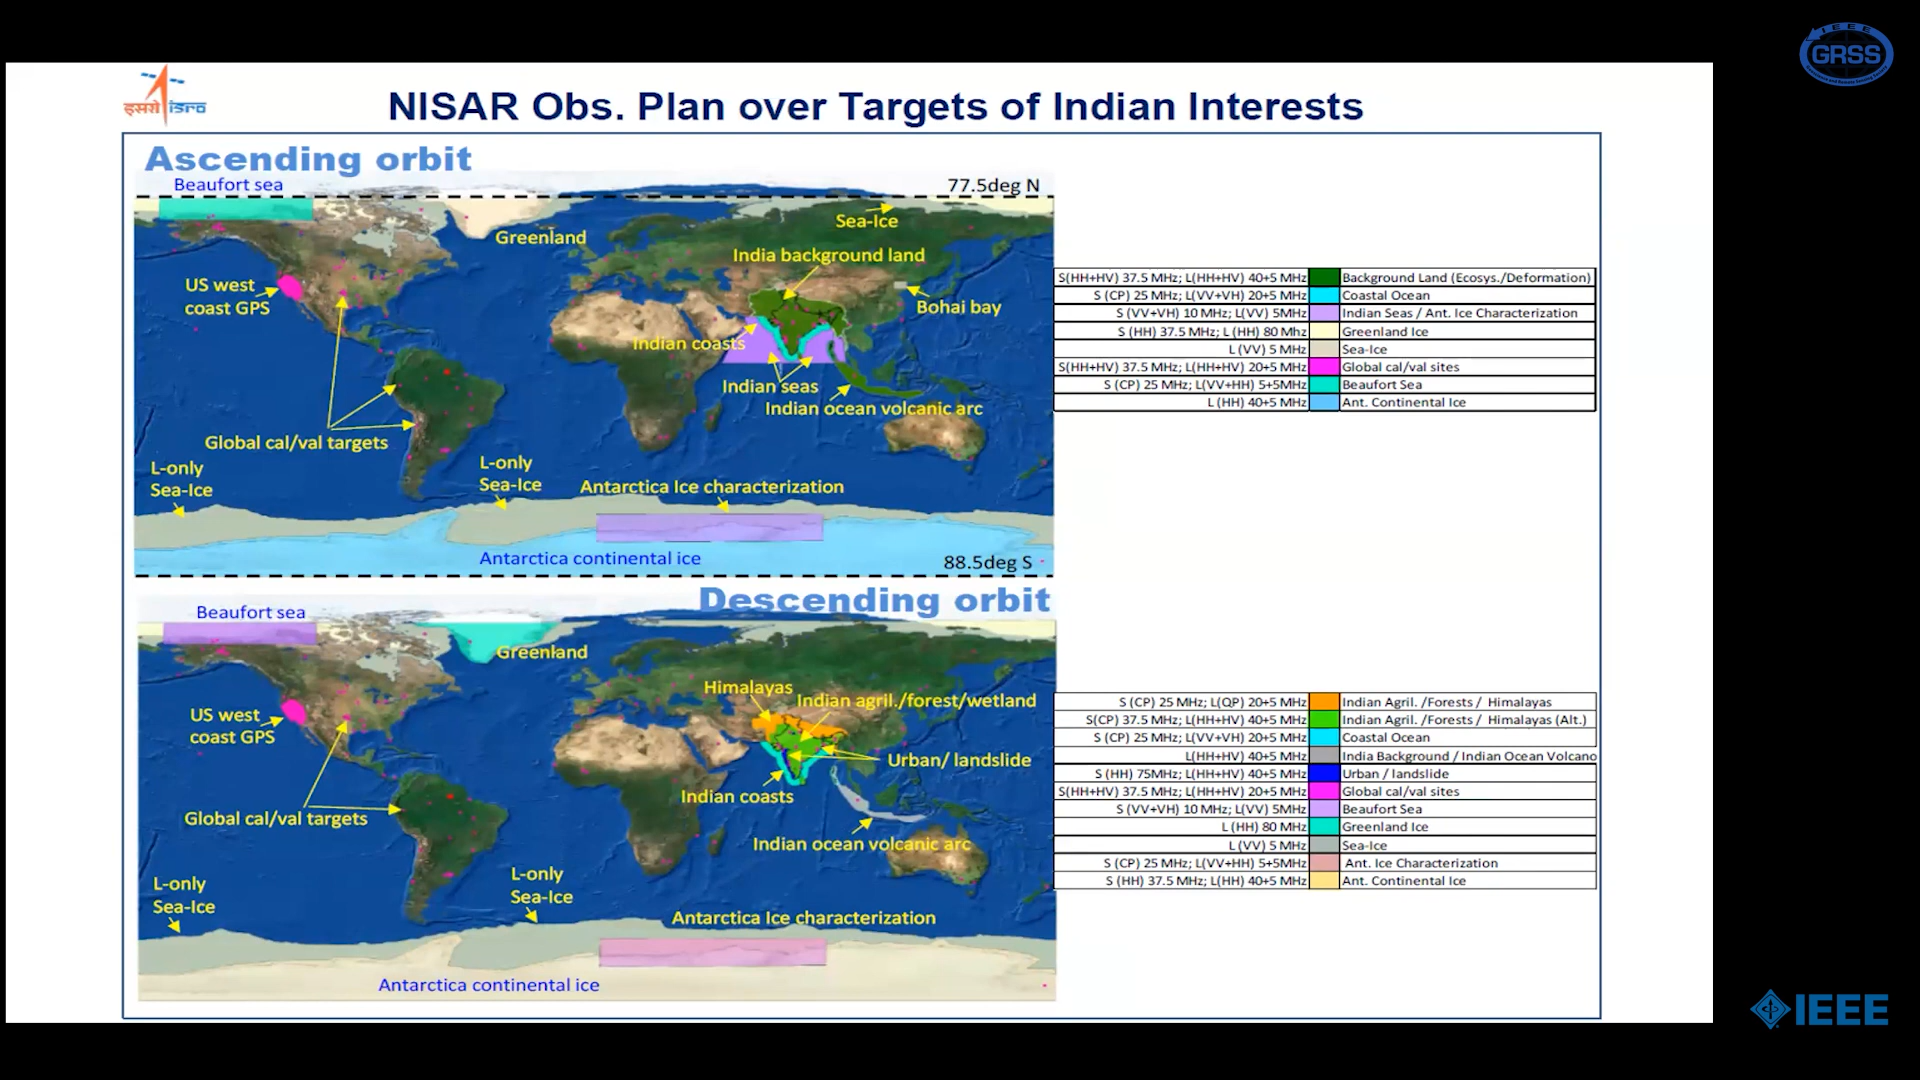 IEEE
GRSS
इसरो isro
NISAR Obs. Plan over Targets of Indian Interests
Ascending orbit
Beaufort sea
77.5deg N
Sea-Ice
Greenland
India background land
US west
coast GPS
Bohai bay
Indian coasts
Indian seas
Indian ocean volcanic arc
Global cal/val targets
L-only
Sea-Ice
L-only
Sea-Ice
Antarctica Ice characterization
Antarctica continental ice
88.5deg S
S(HH+HV) 37.5 MHz; L(HH+HV) 40+5 MHz Background Land (Ecosys./Deformation)
S (CP) 25 MHz; L(VV+VH) 20+5 MHz Coastal Ocean
S (VV+VH) 10 MHz; L(VV) 5MHz Indian Seas / Ant. Ice Characterization
S (HH) 37.5 MHz; L (HH) 80 Mhz Greenland Ice
L (VV) 5 MHz Sea-Ice
S(HH+HV) 37.5 MHz; L(HH+HV) 20+5 MHz Global cal/val sites
S (CP) 25 MHz; L(VV+HH) 5+5MHz Beaufort Sea
L (HH) 40+5 MHz Ant. Continental Ice
Descending orbit
Beaufort sea
Greenland
Himalayas
Indian agril./forest/wetland
US west
coast GPS
Urban/ landslide
Indian coasts
Global cal/val targets
Indian ocean volcanic arc
L-only
Sea-Ice
L-only
Sea-Ice
Antarctica Ice characterization
Antarctica continental ice
S (CP) 25 MHz; L(QP) 20+5 MHz Indian Agril. /Forests / Himalayas
S(CP) 37.5 MHz; L(HH+HV) 40+5 MHz Indian Agril. /Forests / Himalayas (Alt.)
S (CP) 25 MHz; L(VV+VH) 20+5 MHz Coastal Ocean
L(HH+HV) 40+5 MHz India Background / Indian Ocean Volcano
S (HH) 75MHz; L(HH+HV) 40+5 MHz Urban / landslide
S(HH+HV) 37.5 MHz; L(HH+HV) 20+5 MHz Global cal/val sites
S (VV+VH) 10 MHz; L(VV) 5MHz Beaufort Sea
L (HH) 80 MHz Greenland Ice
L (VV) 5 MHz Sea-Ice
S (CP) 25 MHz; L(VV+HH) 5+5MHz Ant. Ice Characterization
S (HH) 37.5 MHz; L(HH) 40+5 MHz Ant. Continental Ice
IEEE